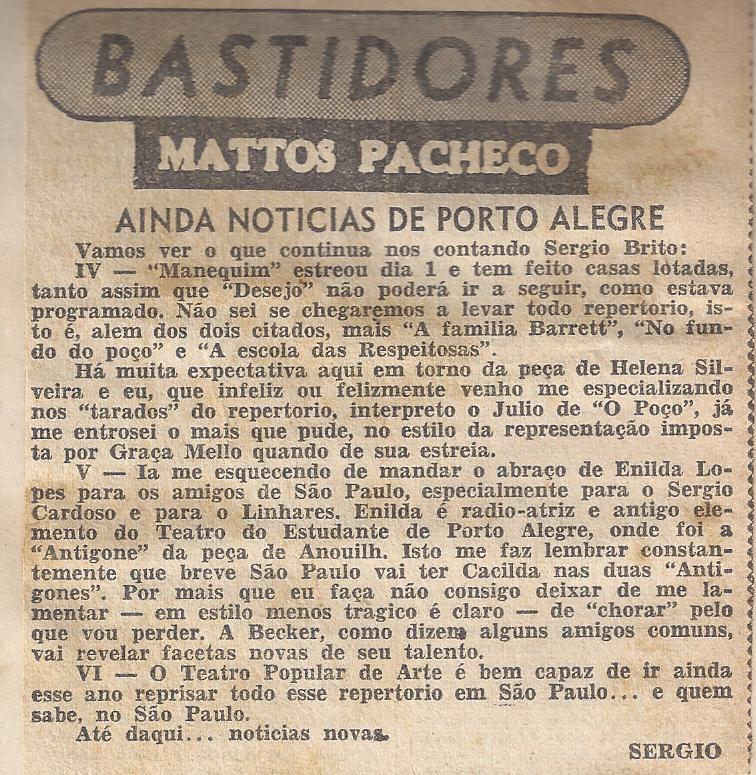 BASTIDORES
MATTOS PACHECO
AINDA NOTICIAS DE PORTO ALEGRE
Vamos ver o que continua nos contando Sergio Brito:
IV — "Manequim" estreou dia 1 e tem feito casas lotadas,
tanto assim que "Desejo" não poderá ir a seguir, como estava
programado. Não sei se chegaremos a levar todo repertorio, is-
to é, alem dos dois citados, mais "A familia Barrett", "No fun-
do do poço" e "A escola das Respeitosas".
Há muita expectativa aqui em torno da peça de Helena Sil-
veira e eu, que infeliz ou felizmente venho me especializando
nos "tarados" do repertorio, interpreto o Julio de "O Poço", já
me entrosei o mais que pude, no estilo da representação impos-
ta por Graça Mello quando de sua estreia.
V — Ia me esquecendo de mandar o abraço de Enilda Lo-
pes para os amigos de São Paulo, especialmente para o Sergio
Cardoso e para o Linhares. Enilda é radio-atriz e antigo ele-
mento do Teatro do Estudante de Porto Alegre, onde foi a
"Antigone" da peça de Anouilh. Isto me faz lembrar constan-
temente que breve São Paulo vai ter Cacilda nas duas "Anti-
gones". Por mais que eu faça não consigo deixar de me la-
mentar — em estilo menos tragico é claro — de "chorar" pelo
que vou perder. A Becker, como dizem alguns amigos comuns,
vai revelar facetas novas de seu talento.
VI — O Teatro Popular de Arte é bem capaz de ir ainda
esse ano reprisar todo esse repertorio em São Paulo... e quem
sabe, no São Paulo.
Até daqui... noticias novas.
SERGIO